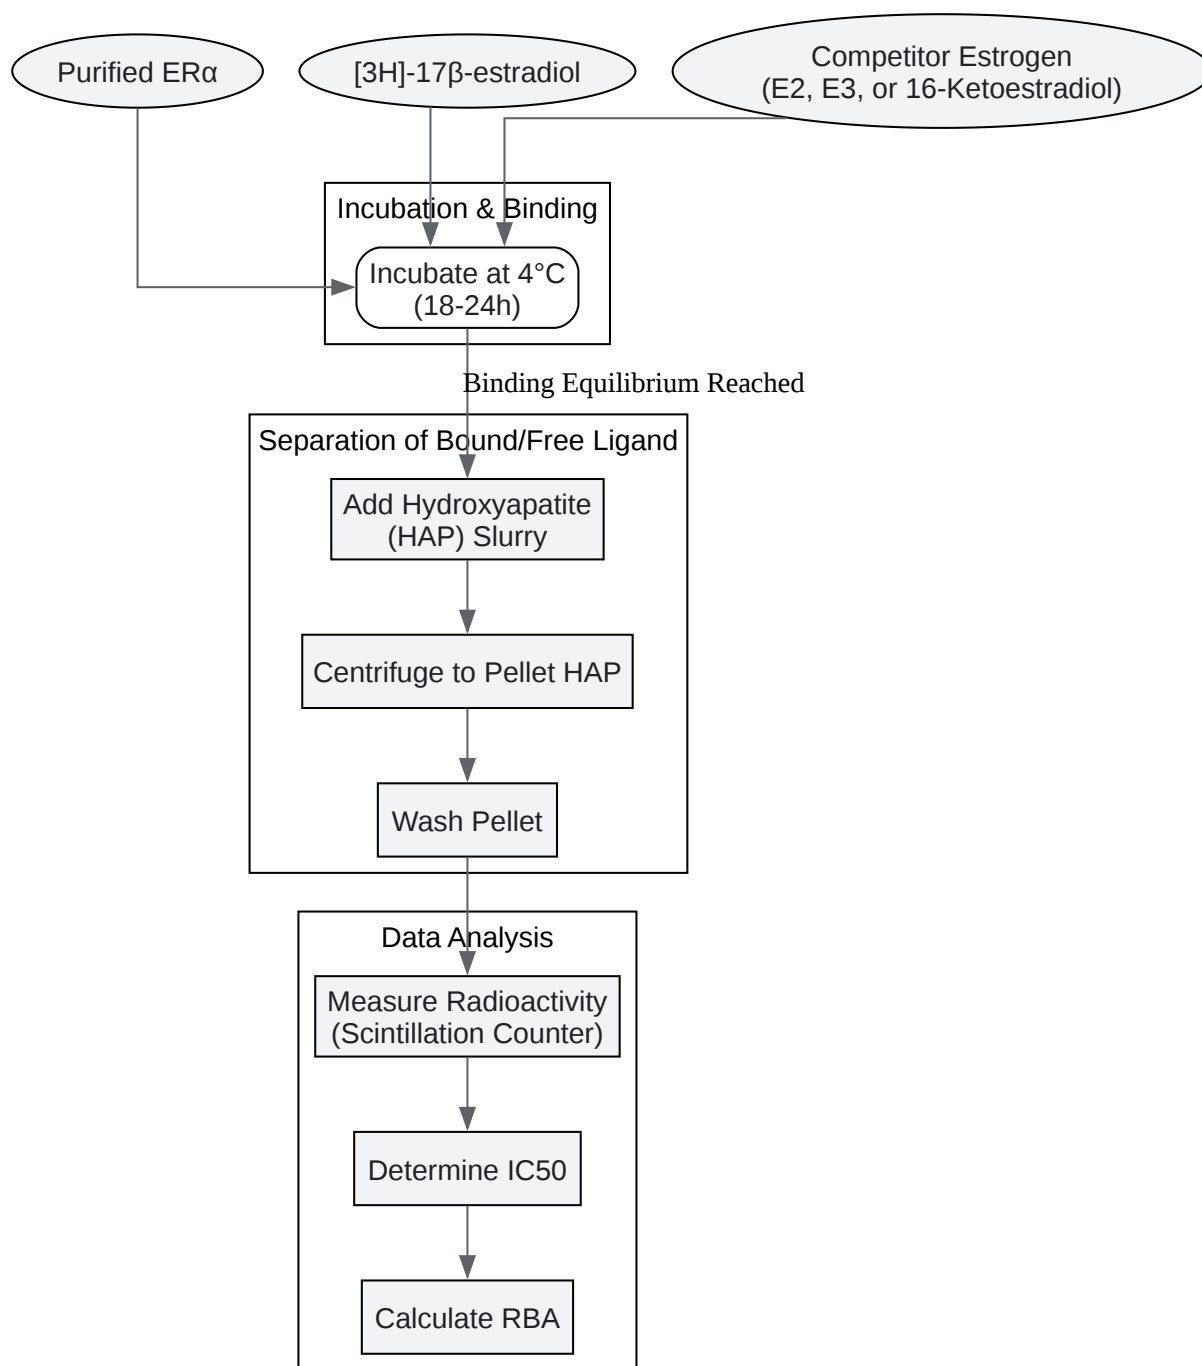 Purified ERα
[3H]-17β-estradiol
Competitor Estrogen
(E2, E3, or 16-Ketoestradiol)
Incubation & Binding
Incubate at 4°C
(18-24h)
Binding Equilibrium Reached
Separation of Bound/Free Ligand
Add Hydroxyapatite
(HAP) Slurry
Centrifuge to Pellet HAP
Wash Pellet
Data Analysis
Measure Radioactivity
(Scintillation Counter)
Determine IC50
Calculate RBA